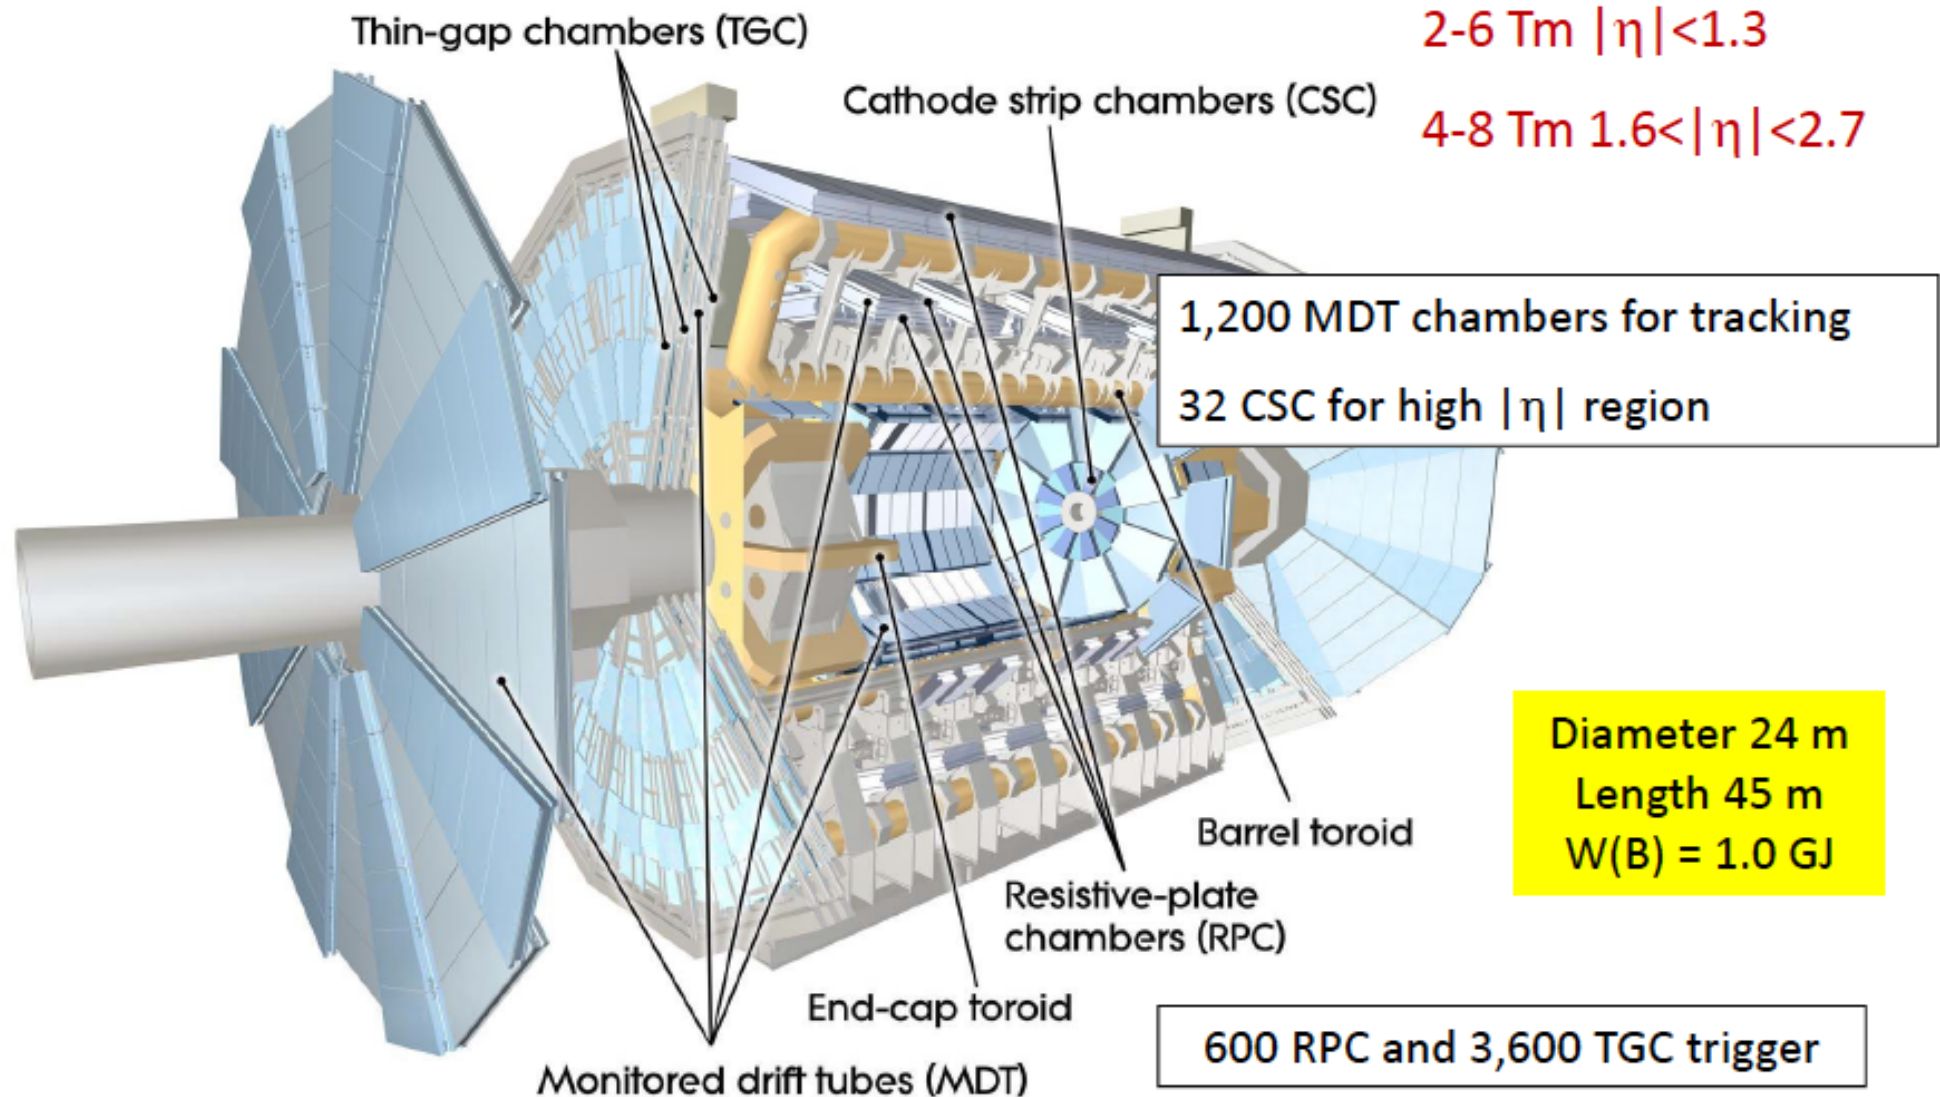 Thin-gap chambers (TGC)
2-6 Tm |η|<1.3
Cathode strip chambers (CSC)
4-8 Tm 1.6<|η|<2.7
1,200 MDT chambers for tracking
32 CSC for high |η| region
Diameter 24 m
Length 45 m
W(B) = 1.0 GJ
Barrel toroid
Resistive-plate
chambers (RPC)
End-cap toroid
600 RPC and 3,600 TGC trigger
Monitored drift tubes (MDT)